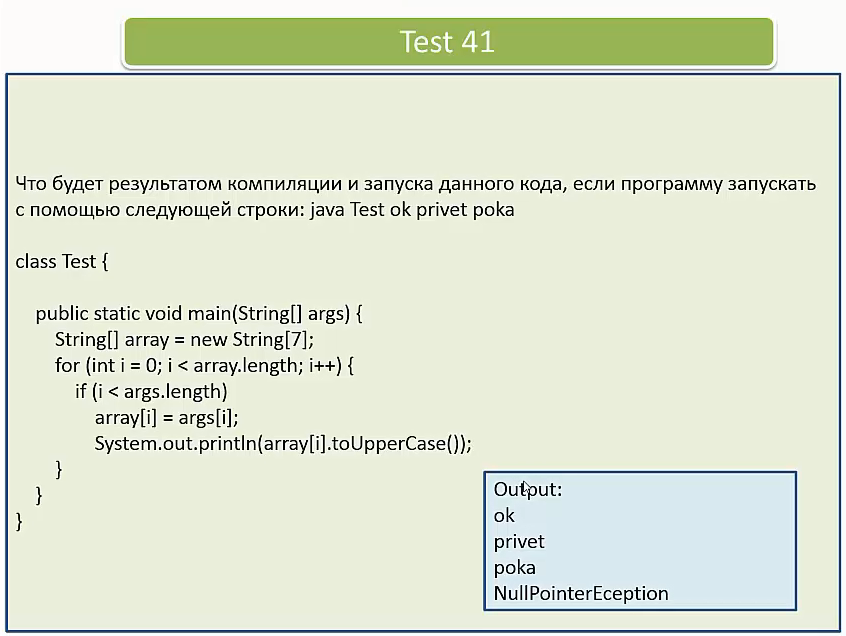 Test 41
Что будет результатом компиляции и запуска данного кода, если программу запускать
с помощью следующей строки: java Test ok privet poka
class Test {
public static void main(String[] args) {
String[] array = new String[7];
for (int i = 0; i < array.length; i++) {
if (i < args.length)
array[i] = args[i];
System.out.println(array[i].toUpperCase());
}
}
}
Output:
ok
privet
poka
NullPointerEception